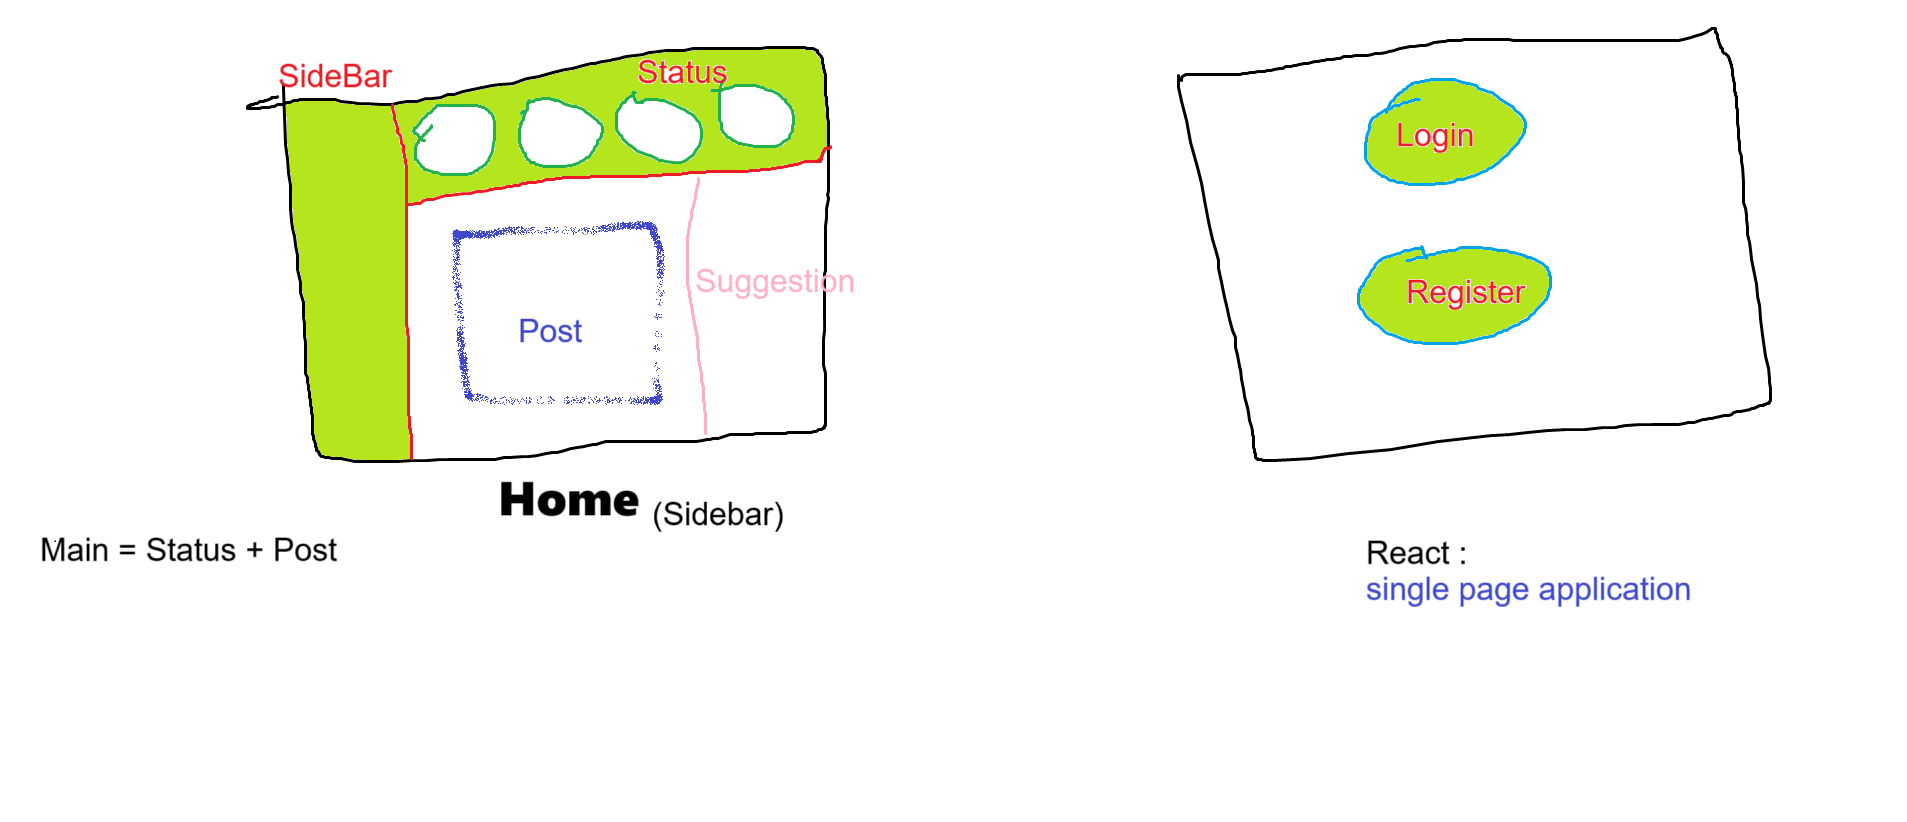 SideBar
Status
Post
Suggestion
Home (Sidebar)
Main = Status + Post
Login
Register
React :
single page application